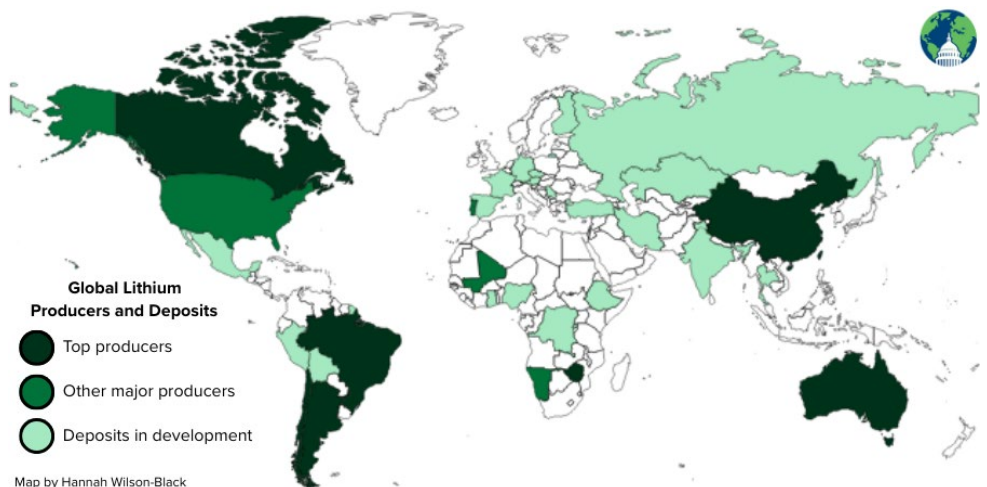 Global Lithium
Producers and Deposits
Top producers
Other major producers
Deposits in development
Map by Hannah Wilson-Black